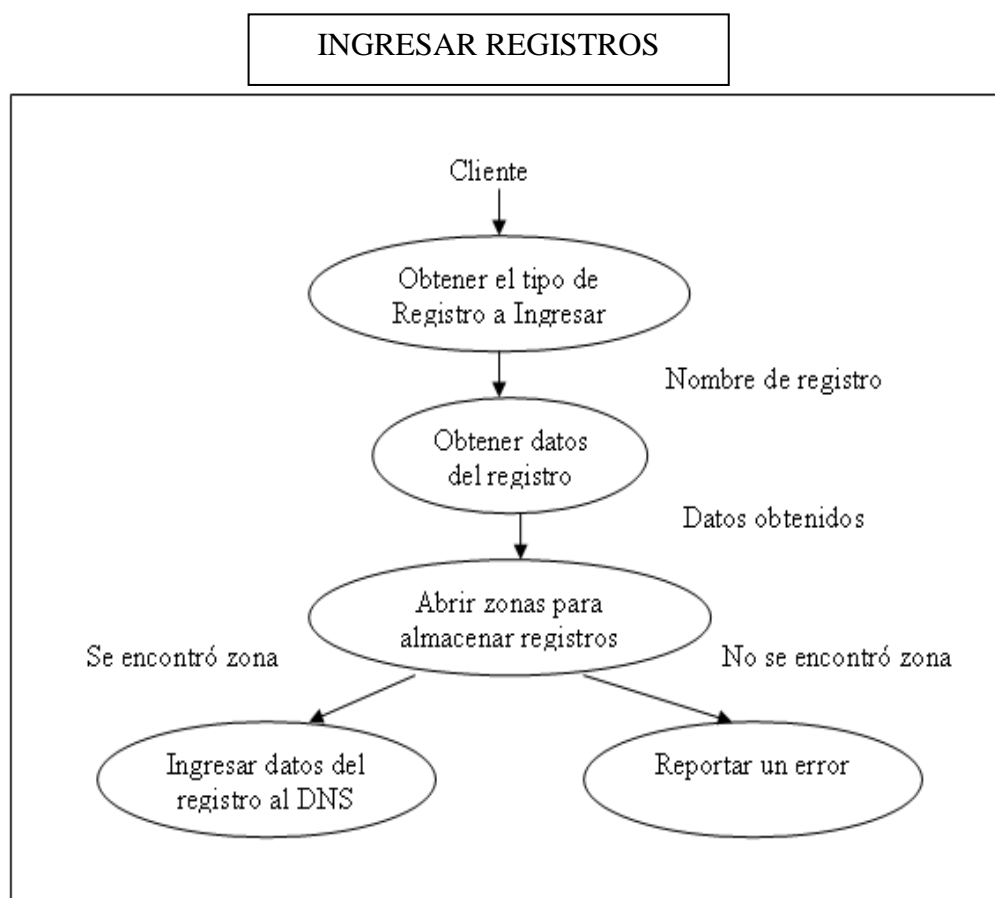 INGRESAR REGISTROS
Cliente
Obtener el tipo de
Registro a Ingresar
Nombre de registro
Obtener datos
del registro
Datos obtenidos
Abrir zonas para
almacenar registros
Se encontró zona
No se encontró zona
Ingresar datos del
registro al DNS
Reportar un error